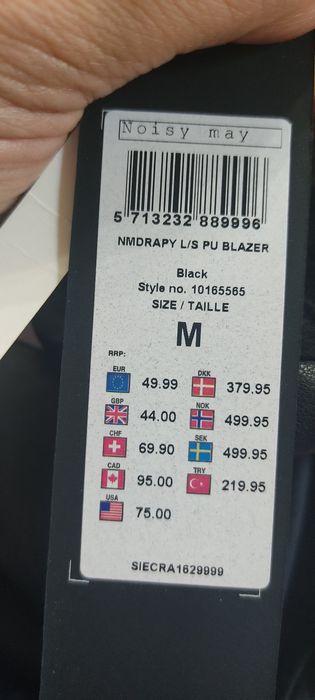 Noisy may
5 713232 889996
NMDRAPY L/S PU BLAZER
Black
Style no. 10165565
SIZE / TAILLE
M
RRP:
EUR 49.99 DKK 379.95
GBP 44.00 NOK 499.95
CHF 69.90 SEK 499.95
CAD 95.00 TRY 219.95
USA 75.00
SIECRA1629999